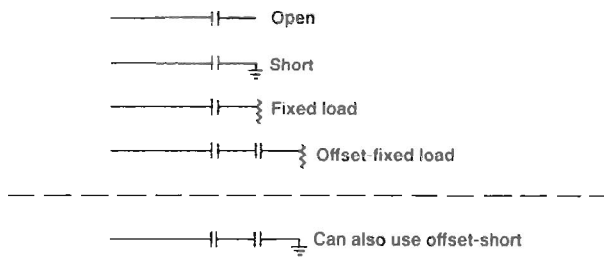 Open
Short
Fixed load
Offset-fixed load
Can also use offset-short